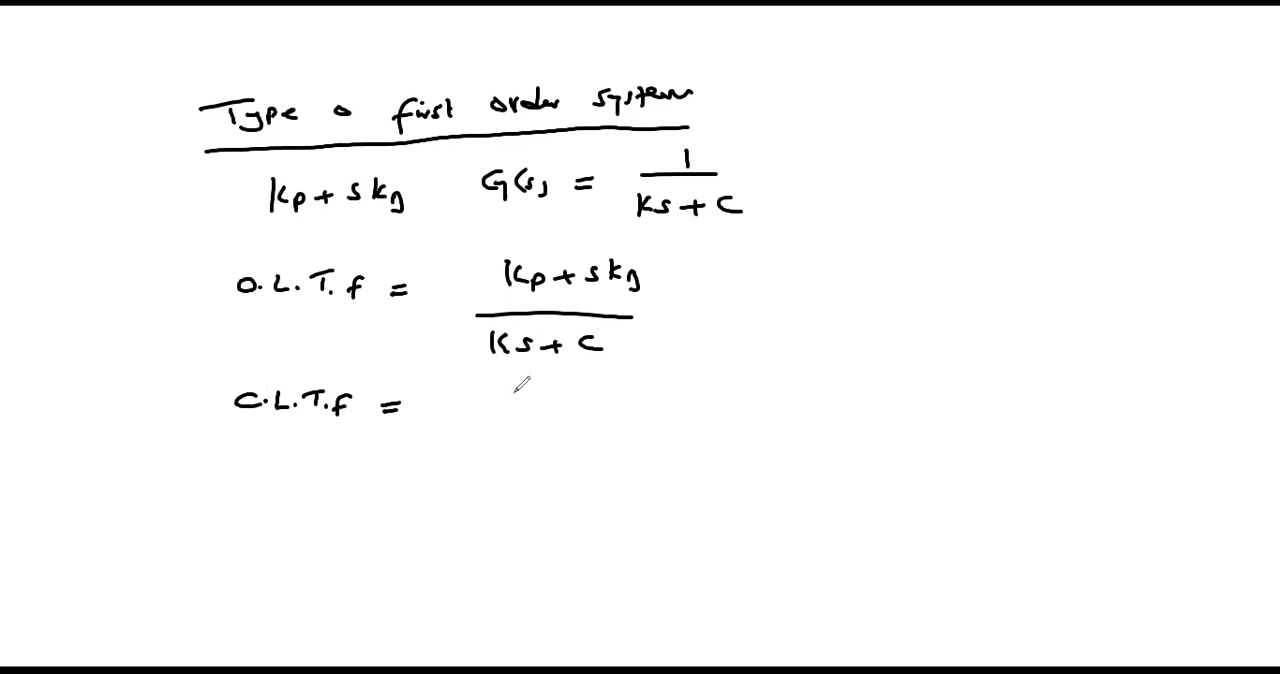 Type 0 first order system
Kp + s kd G(s) = 1 / Ks + C
O.L.T.f = Kp + s kd / Ks + C
C.L.T.f =